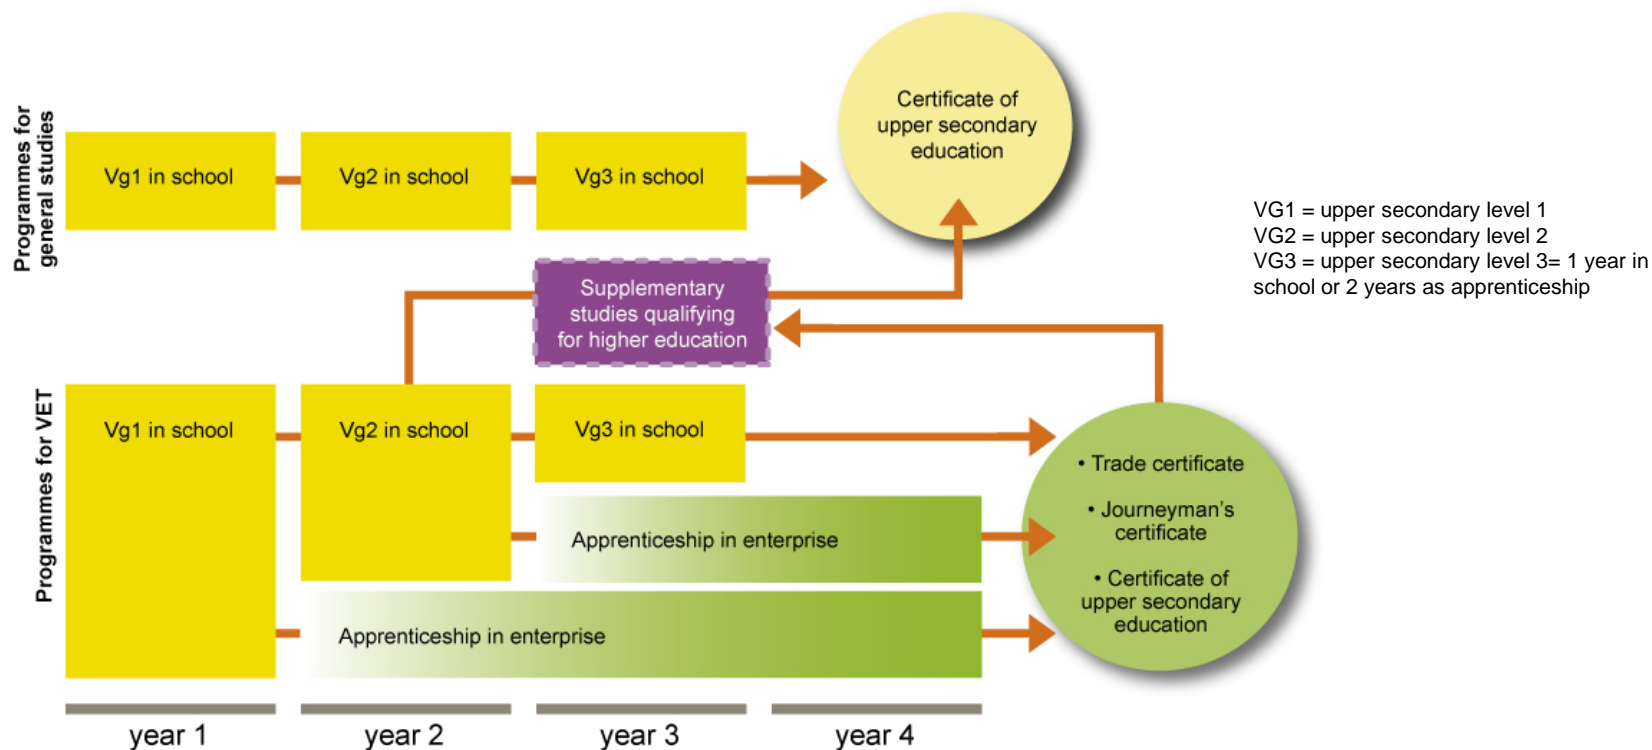 Programmes for
general studies
Vg1 in school
Vg2 in school
Vg3 in school
Certificate of
upper secondary
education
VG1 = upper secondary level 1
VG2 = upper secondary level 2
VG3 = upper secondary level 3= 1 year in
school or 2 years as apprenticeship
Supplementary
studies qualifying
for higher education
Programmes for VET
Vg1 in school
Vg2 in school
Vg3 in school
Apprenticeship in enterprise
Apprenticeship in enterprise
• Trade certificate
• Journeyman's
certificate
• Certificate of
upper secondary
education
year 1
year 2
year 3
year 4